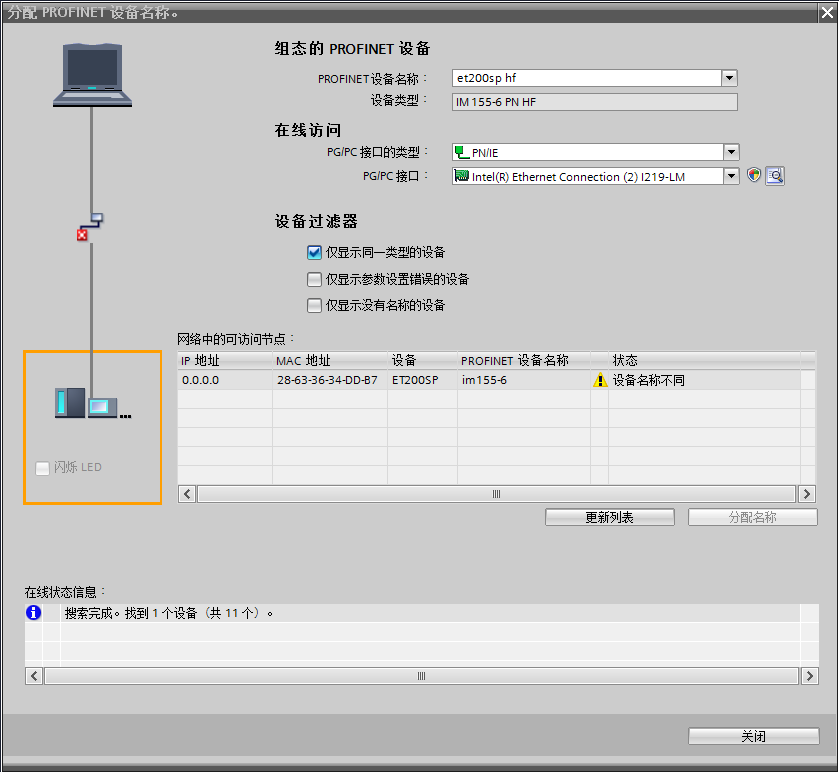 分配 PROFINET 设备名称。
组态的 PROFINET 设备
PROFINET设备名称： et200sp hf
设备类型： IM 155-6 PN HF
在线访问
PG/PC 接口的类型： PN/IE
PG/PC 接口： Intel(R) Ethernet Connection (2) I219-LM
设备过滤器
仅显示同一类型的设备
仅显示参数设置错误的设备
仅显示没有名称的设备
网络中的可访问节点：
IP 地址 MAC 地址 设备 PROFINET 设备名称 状态
0.0.0.0 28-63-36-34-DD-B7 ET200SP im155-6 设备名称不同
闪烁 LED
更新列表 分配名称
在线状态信息：
搜索完成。找到 1 个设备（共 11 个）。
关闭